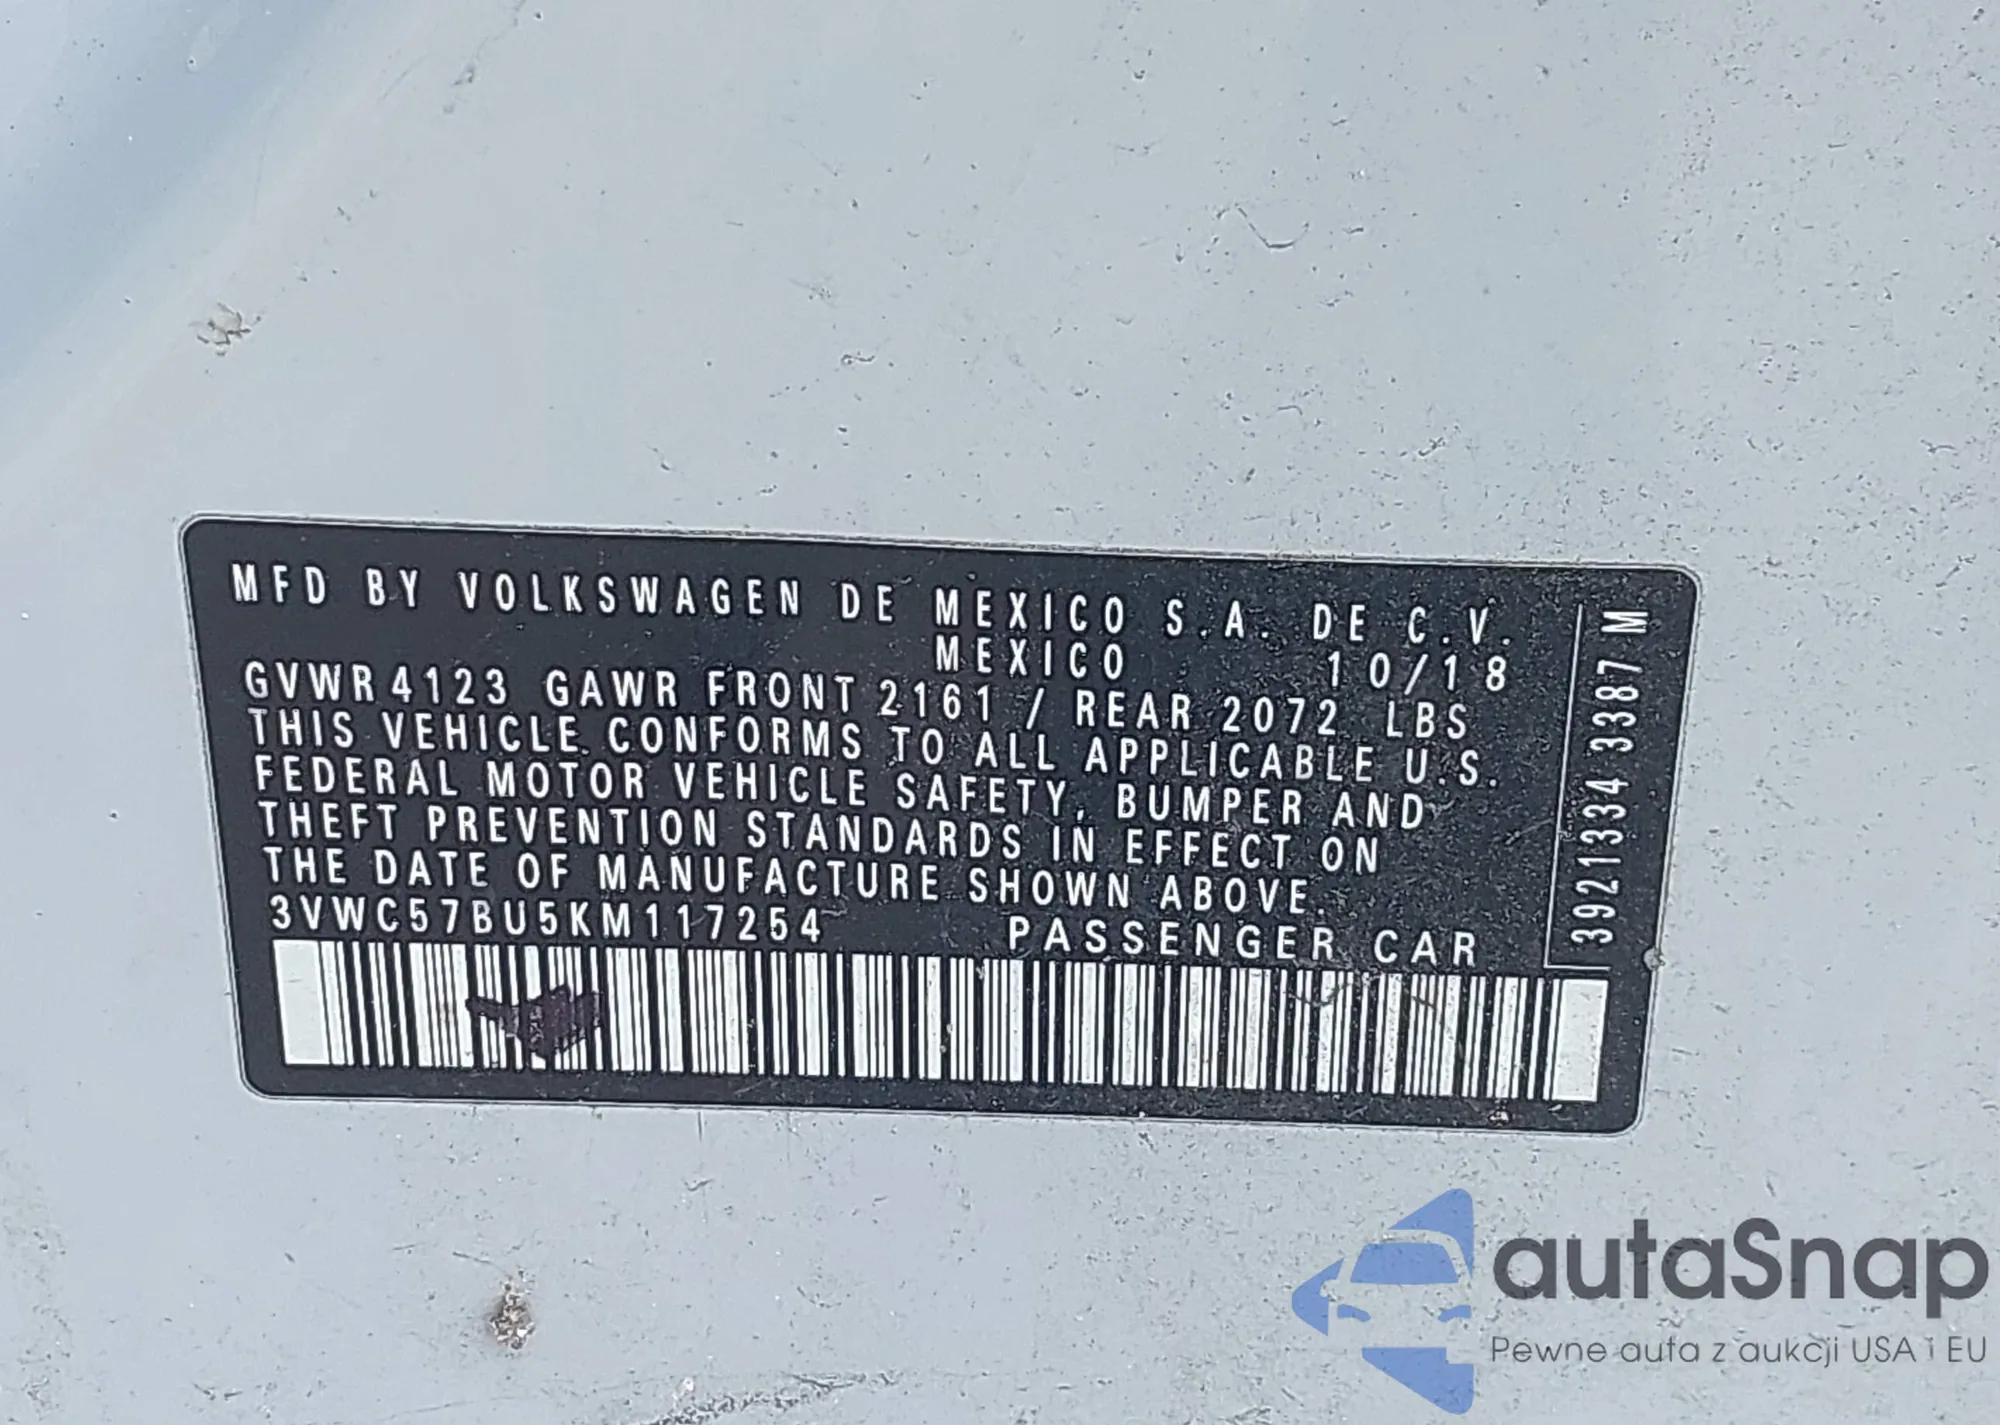 MFD BY VOLKSWAGEN DE MEXICO S.A. DE C.V.
MEXICO 10/18
GVWR 4123 GAWR FRONT 2161 / REAR 2072 LBS
THIS VEHICLE CONFORMS TO ALL APPLICABLE U.S.
FEDERAL MOTOR VEHICLE SAFETY, BUMPER AND
THEFT PREVENTION STANDARDS IN EFFECT ON
THE DATE OF MANUFACTURE SHOWN ABOVE.
3VWC57BU5KM117254 PASSENGER CAR
3921334 3387 M
autaSnap
Pewne auta z aukcji USA i EU